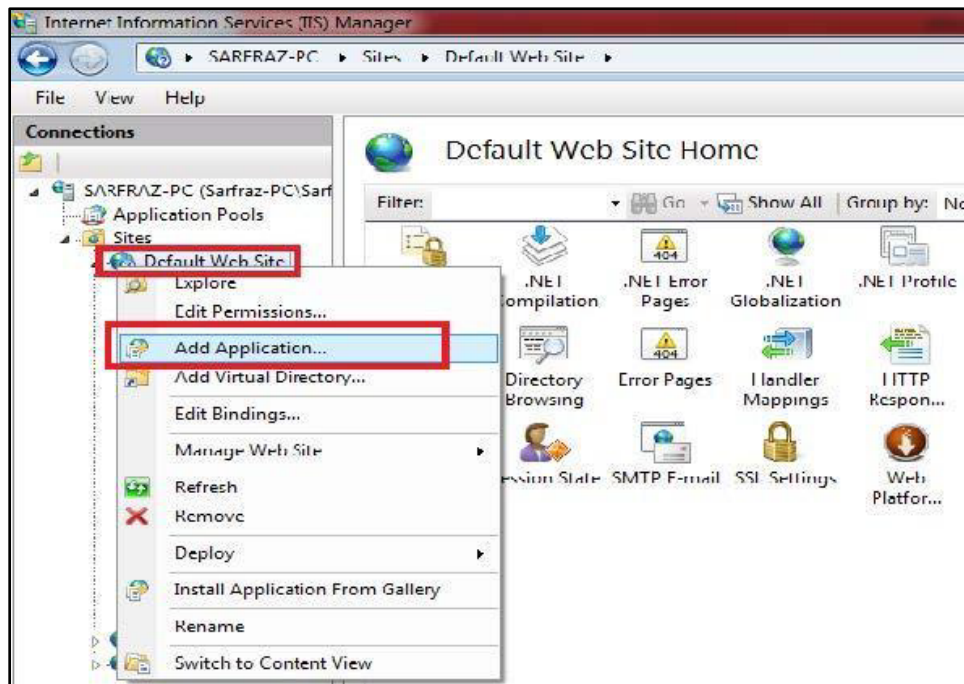 Internet Information Services (IIS) Manager
SARFRAZ-PC Sites Default Web Site
File View Help
Connections
SARFRAZ-PC (Sarfraz-PC\Sarf
Application Pools
Sites
Default Web Site
Explore
Edit Permissions...
Add Application...
Add Virtual Directory...
Edit Bindings...
Manage Web Site
Refresh
Remove
Deploy
Install Application From Gallery
Rename
Switch to Content View
Default Web Site Home
Filter: Go Show All Group by: No
.NET Compilation
.NET Error Pages
.NET Globalization
.NET Profile
Directory Browsing
Error Pages
Handler Mappings
HTTP Respon...
ession State
SMTP E-mail
SSL Settings
Web Platfor...
404
404